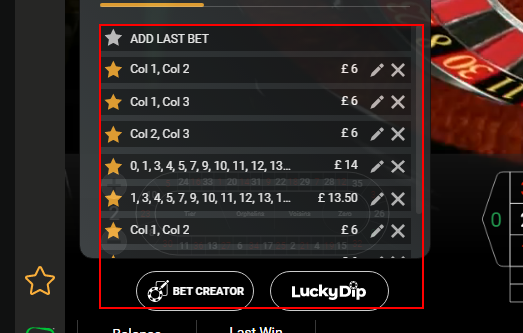 ADD LAST BET
Col 1, Col 2 £ 6
Col 1, Col 3 £ 6
Col 2, Col 3 £ 6
0, 1, 3, 4, 5, 7, 9, 10, 11, 12, 13... £ 14
1, 3, 4, 5, 7, 9, 10, 11, 12, 13, 1... £ 13.50
Col 1, Col 2 £ 6
BET CREATOR
LuckyDip
0
Balance
Last Win